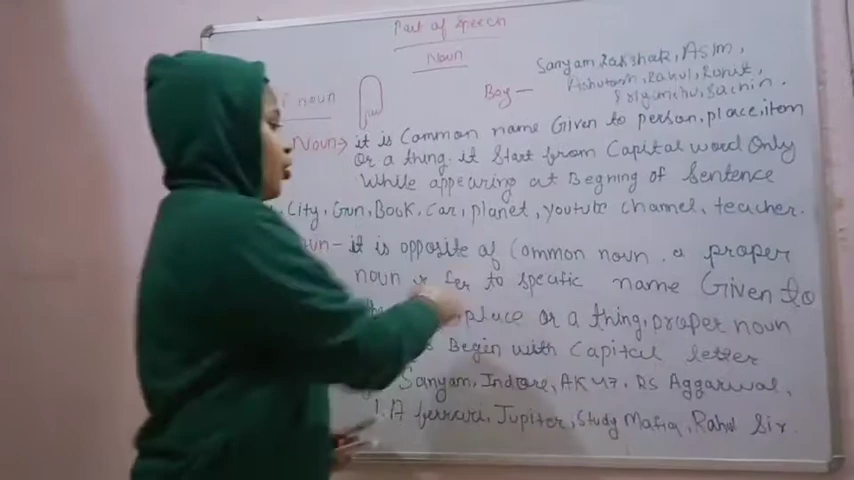 Part of Speech
Noun
Sanyam, Rakshak, Asim,
Boy — Ashutosh, Rahul, Ronit,
Sachin.
noun
Noun → it is Common name Given to person, place, item
Or a thing. it Start from Capital word Only
While appearing at Begning of Sentence
City, Gun, Book, Car, planet, youtube channel, teacher.
noun - it is opposite of Common noun. a proper
noun to specific name Given to
place or a thing, proper noun
Begin with Capital letter
Sanyam, Indore, AK47, RS Aggarwal,
Jupiter, Study Mafia, Rahul Sir.